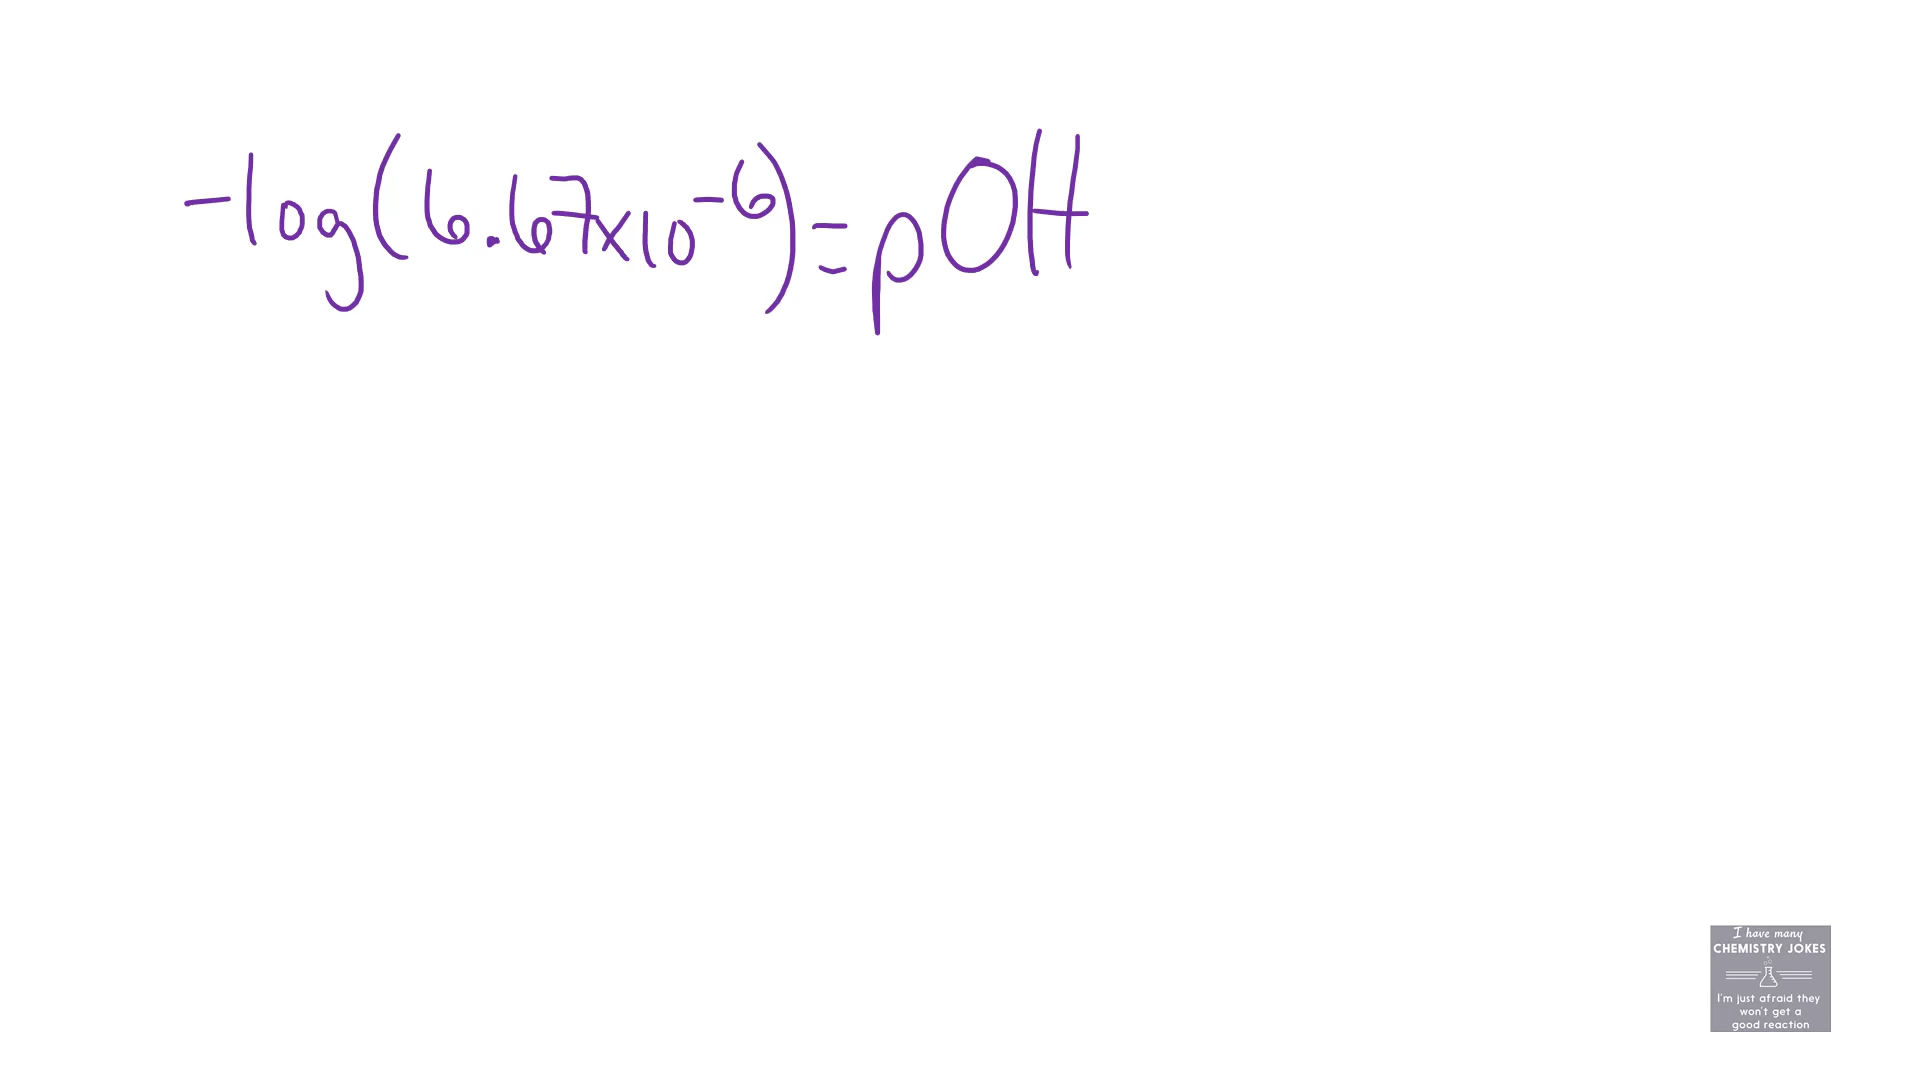 -log(6.67x10⁻⁶)=pOH
I have many
CHEMISTRY JOKES
I'm just afraid they
won't get a
good reaction